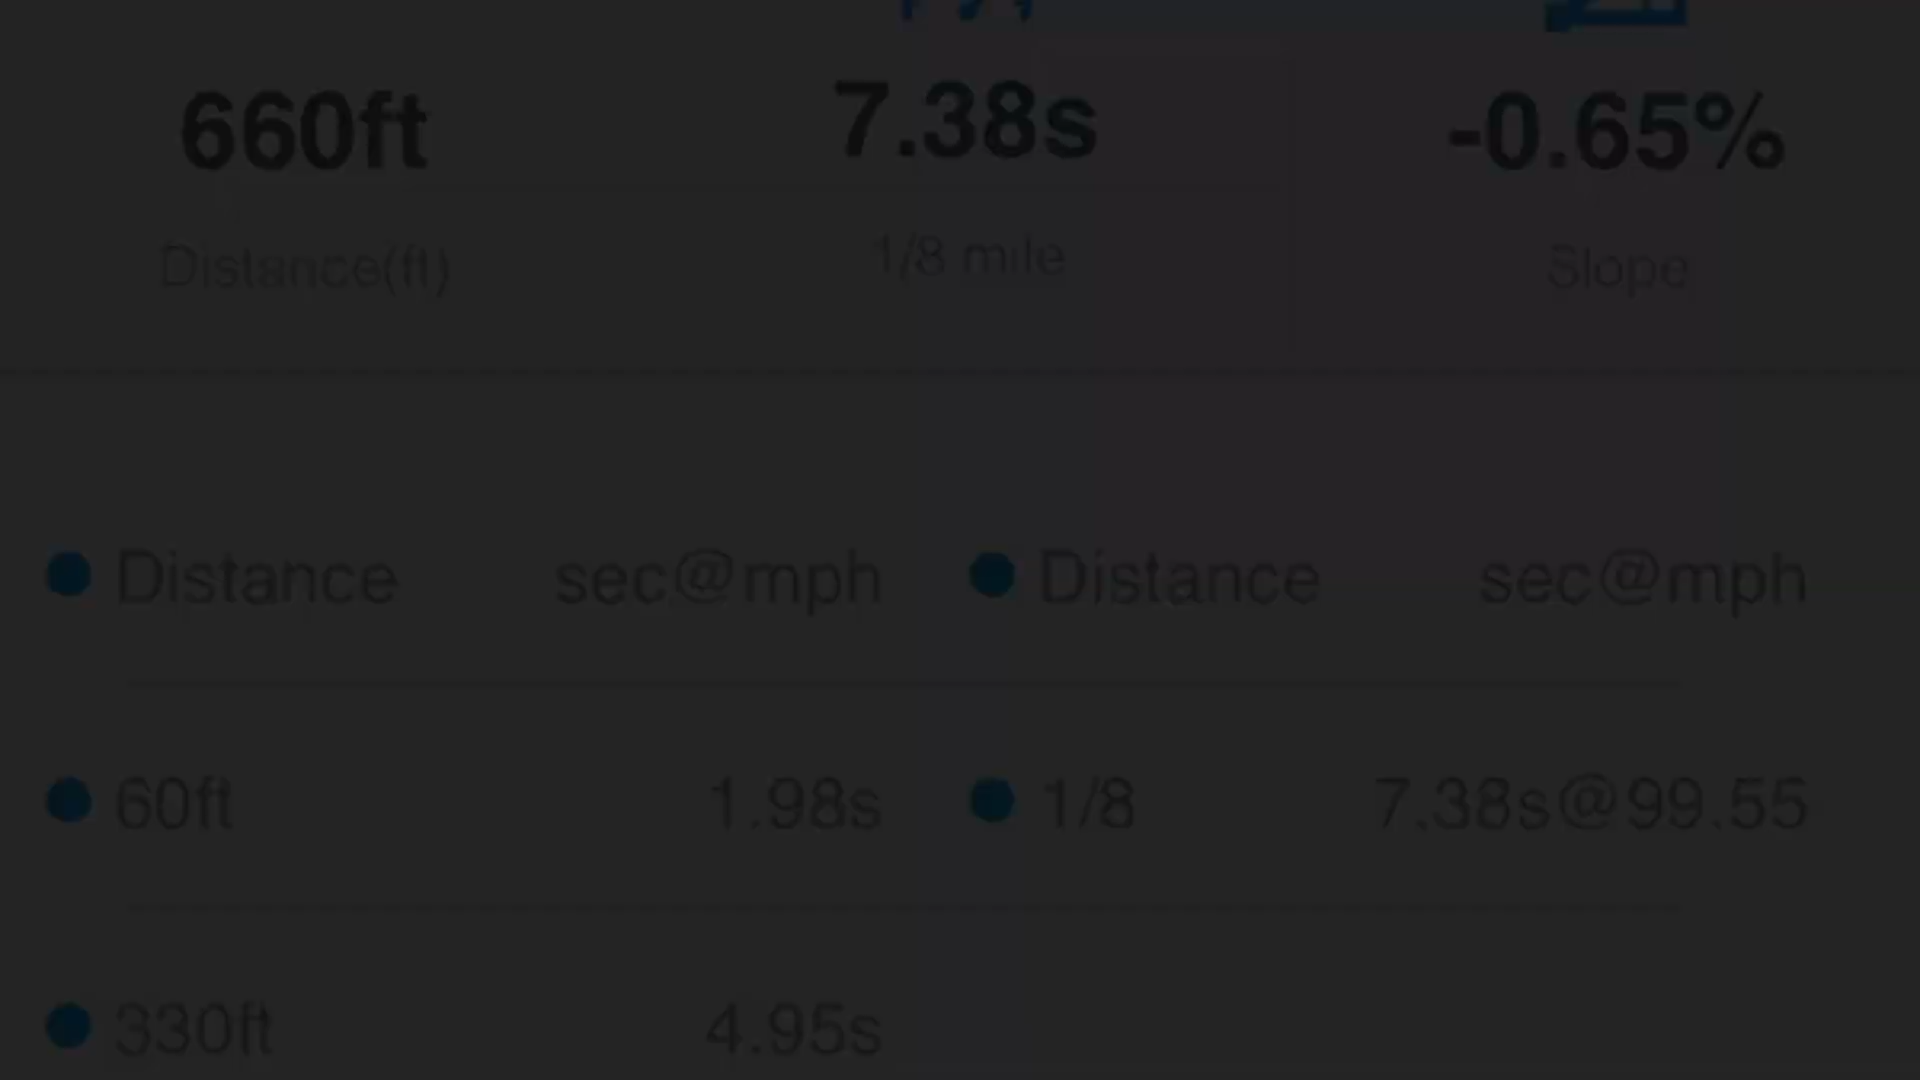 660ft 7.38s -0.65%
Distance(ft) 1/8 mile Slope
Distance sec@mph Distance sec@mph
60ft 1.98s 1/8 7.38s@99.55
330ft 4.95s